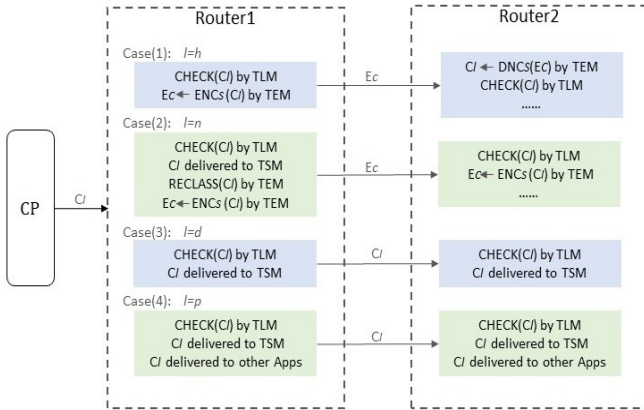 Router1
Router2
Case(1): l=h
CHECK(Cl) by TLM
Ec← ENCs(Cl) by TEM
Ec
Cl ← DNCs(Ec) by TEM
CHECK(Cl) by TLM
......
Case(2): l=n
CHECK(Cl) by TLM
Cl delivered to TSM
RECLASS(Cl) by TEM
Ec← ENCs (Cl) by TEM
Ec
CHECK(Cl) by TLM
Ec← ENCs (Cl) by TEM
......
CP
Cl
Case(3): l=d
CHECK(Cl) by TLM
Cl delivered to TSM
Cl
CHECK(Cl) by TLM
Cl delivered to TSM
Case(4): l=p
CHECK(Cl) by TLM
Cl delivered to TSM
Cl delivered to other Apps
Cl
CHECK(Cl) by TLM
Cl delivered to TSM
Cl delivered to other Apps